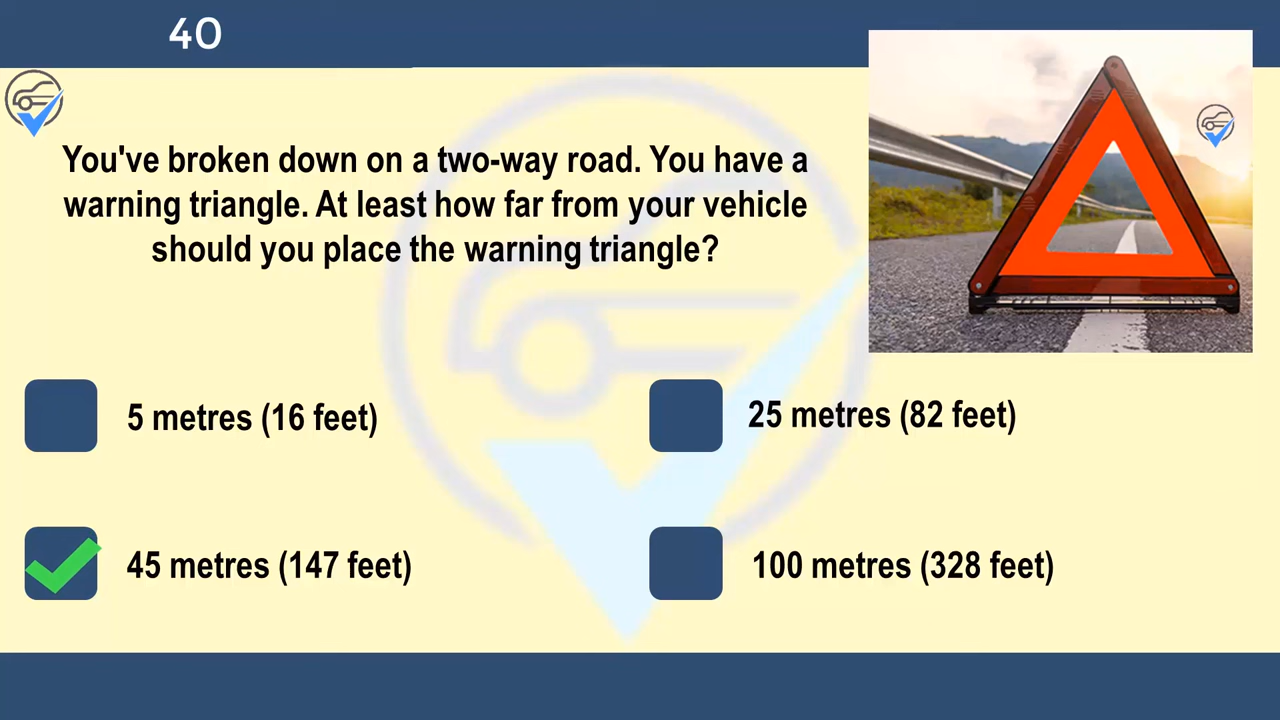 40
You've broken down on a two-way road. You have a
warning triangle. At least how far from your vehicle
should you place the warning triangle?
5 metres (16 feet)
25 metres (82 feet)
45 metres (147 feet)
100 metres (328 feet)